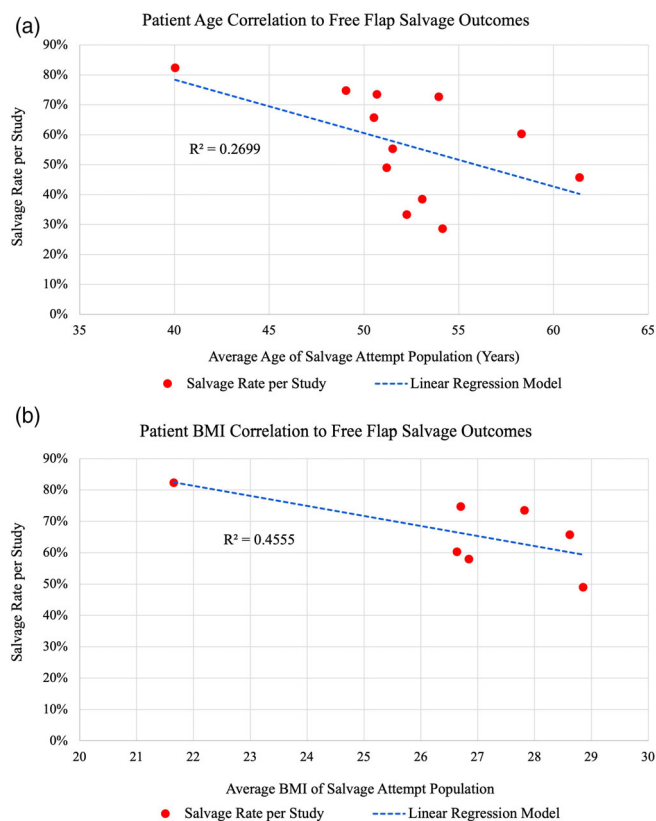 (a)
Patient Age Correlation to Free Flap Salvage Outcomes
90%
80%
70%
60%
50%
40%
30%
20%
10%
0%
Salvage Rate per Study
R² = 0.2699
35 40 45 50 55 60 65
Average Age of Salvage Attempt Population (Years)
Salvage Rate per Study Linear Regression Model
(b)
Patient BMI Correlation to Free Flap Salvage Outcomes
90%
80%
70%
60%
50%
40%
30%
20%
10%
0%
Salvage Rate per Study
R² = 0.4555
20 21 22 23 24 25 26 27 28 29 30
Average BMI of Salvage Attempt Population
Salvage Rate per Study Linear Regression Model